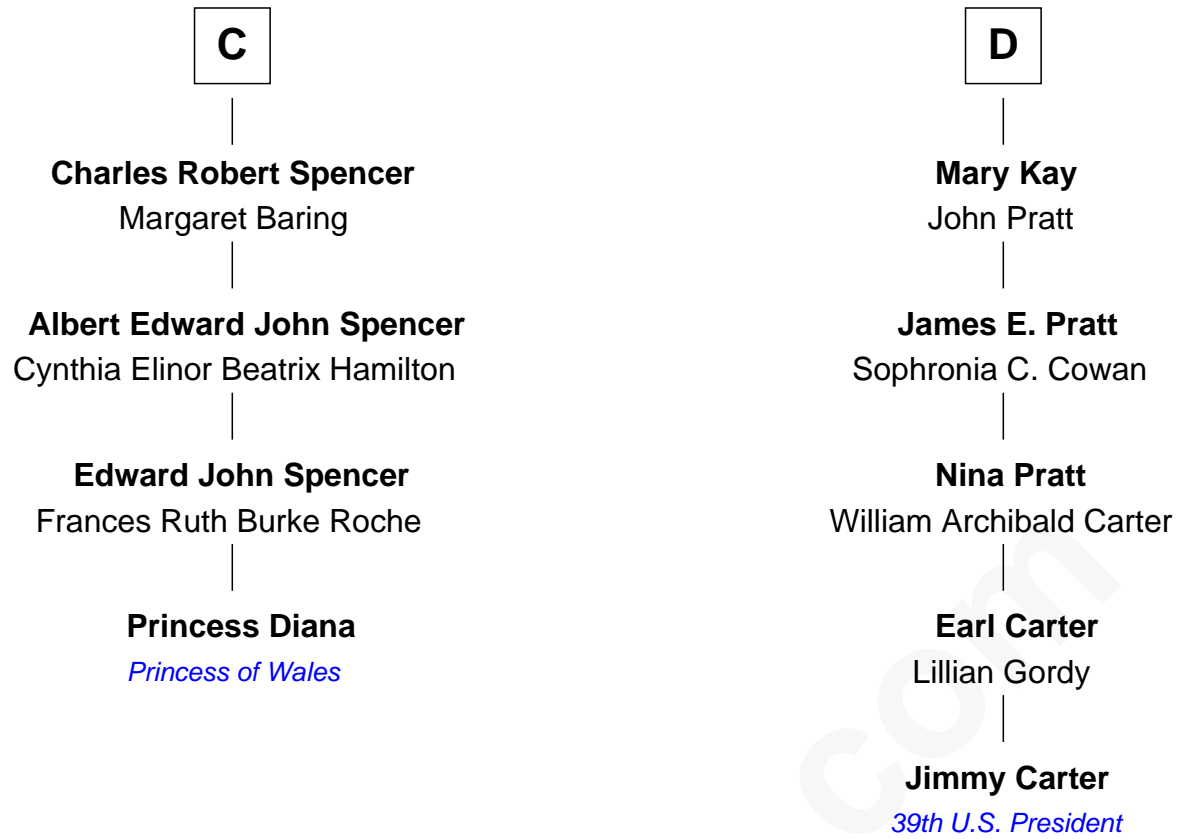 C
Charles Robert Spencer
Margaret Baring
Albert Edward John Spencer
Cynthia Elinor Beatrix Hamilton
Edward John Spencer
Frances Ruth Burke Roche
Princess Diana
Princess of Wales
D
Mary Kay
John Pratt
James E. Pratt
Sophronia C. Cowan
Nina Pratt
William Archibald Carter
Earl Carter
Lillian Gordy
Jimmy Carter
39th U.S. President
com